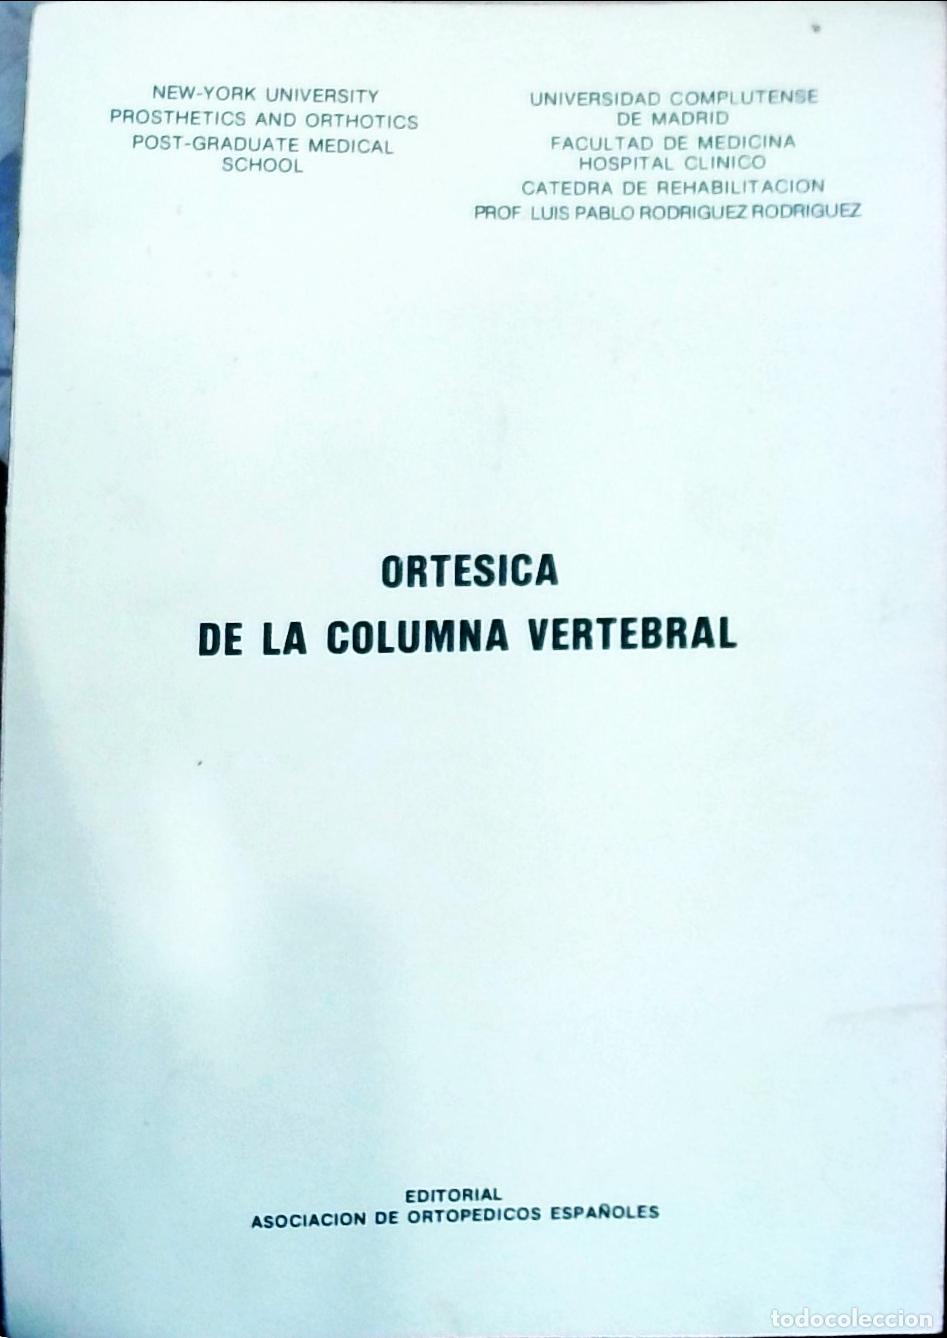 NEW-YORK UNIVERSITY
PROSTHETICS AND ORTHOTICS
POST-GRADUATE MEDICAL
SCHOOL
UNIVERSIDAD COMPLUTENSE
DE MADRID
FACULTAD DE MEDICINA
HOSPITAL CLINICO
CATEDRA DE REHABILITACION
PROF. LUIS PABLO RODRIGUEZ RODRIGUEZ
ORTESICA
DE LA COLUMNA VERTEBRAL
EDITORIAL
ASOCIACION DE ORTOPEDICOS ESPAÑOLES
todocoleccion